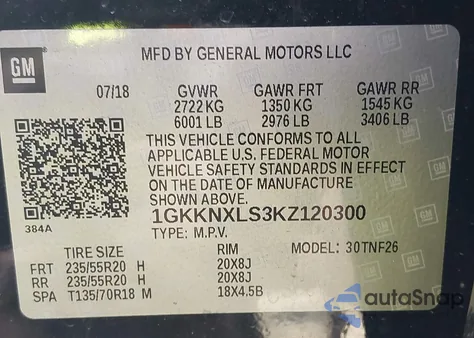 GM
MFD BY GENERAL MOTORS LLC
07/18 GVWR GAWR FRT GAWR RR
2722 KG 1350 KG 1545 KG
6001 LB 2976 LB 3406 LB
THIS VEHICLE CONFORMS TO ALL
APPLICABLE U.S. FEDERAL MOTOR
VEHICLE SAFETY STANDARDS IN EFFECT
ON THE DATE OF MANUFACTURE
SHOWN ABOVE.
384A
1GKKNXLS3KZ120300
TYPE: M.P.V. MODEL: 30TNF26
TIRE SIZE RIM
FRT 235/55R20 H 20X8J
RR 235/55R20 H 20X8J
SPA T135/70R18 M 18X4.5B
autoSnap